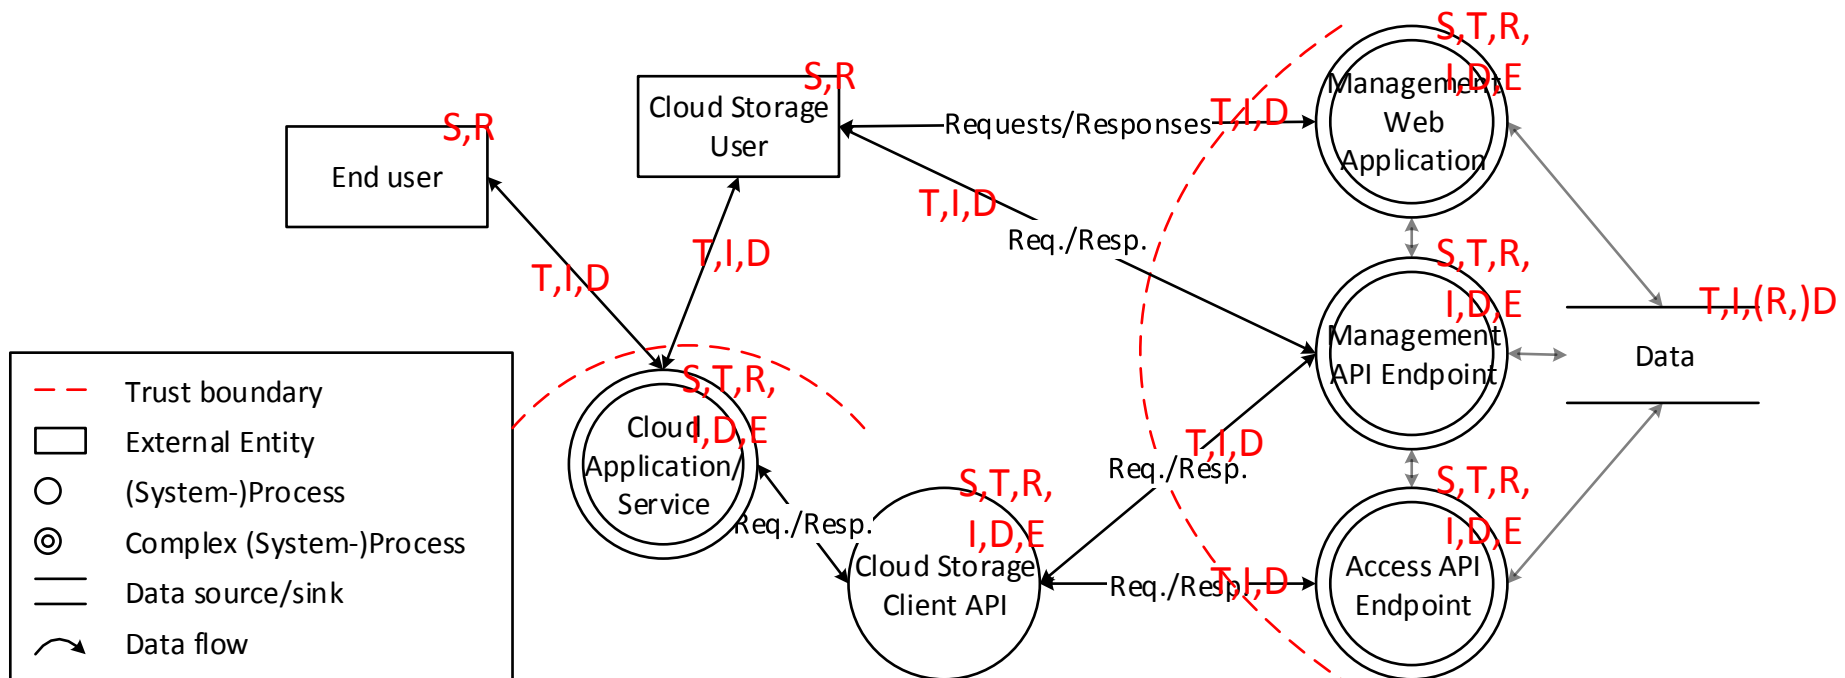 S,R
End user
S,R
Cloud Storage
User
Requests/Responses
T,I,D
S,T,R,
I,D,E
Management
Web
Application
T,I,D
Req./Resp.
T,I,D
T,I,D
S,T,R,
I,D,E
Management
API Endpoint
T,I,(R,)D
Data
S,T,R,
I,D,E
Cloud
Application/
Service
Req./Resp.
T,I,D
Req./Resp.
S,T,R,
I,D,E
Cloud Storage
Client API
Req./Resp.
T,I,D
S,T,R,
I,D,E
Access API
Endpoint
Trust boundary
External Entity
(System-)Process
Complex (System-)Process
Data source/sink
Data flow